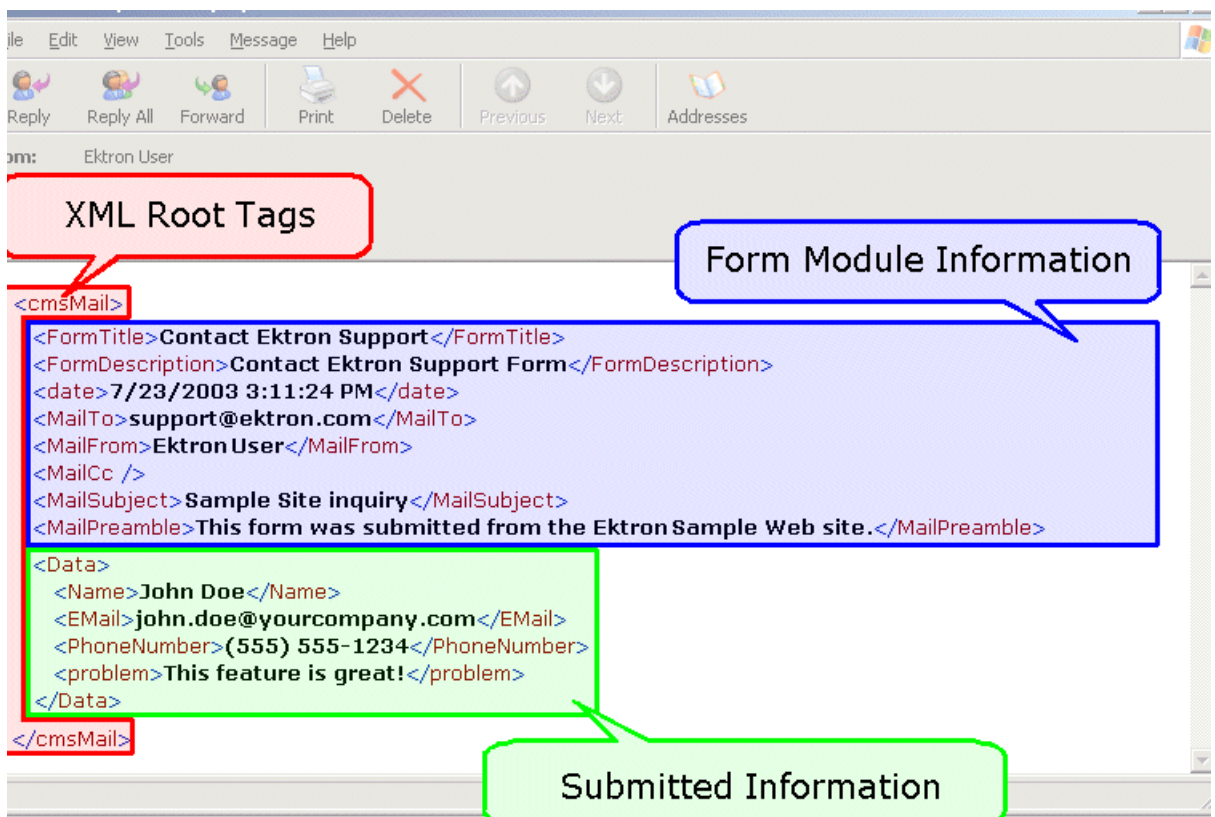 ile Edit View Tools Message Help
Reply Reply All Forward Print Delete Previous Next Addresses
om: Ektron User
XML Root Tags
Form Module Information
<cmsMail>
<FormTitle>Contact Ektron Support</FormTitle>
<FormDescription>Contact Ektron Support Form</FormDescription>
<date>7/23/2003 3:11:24 PM</date>
<MailTo>support@ektron.com</MailTo>
<MailFrom>Ektron User</MailFrom>
<MailCc />
<MailSubject>Sample Site inquiry</MailSubject>
<MailPreamble>This form was submitted from the Ektron Sample Web site.</MailPreamble>
<Data>
<Name>John Doe</Name>
<EMail>john.doe@yourcompany.com</EMail>
<PhoneNumber>(555) 555-1234</PhoneNumber>
<problem>This feature is great!</problem>
</Data>
</cmsMail>
Submitted Information